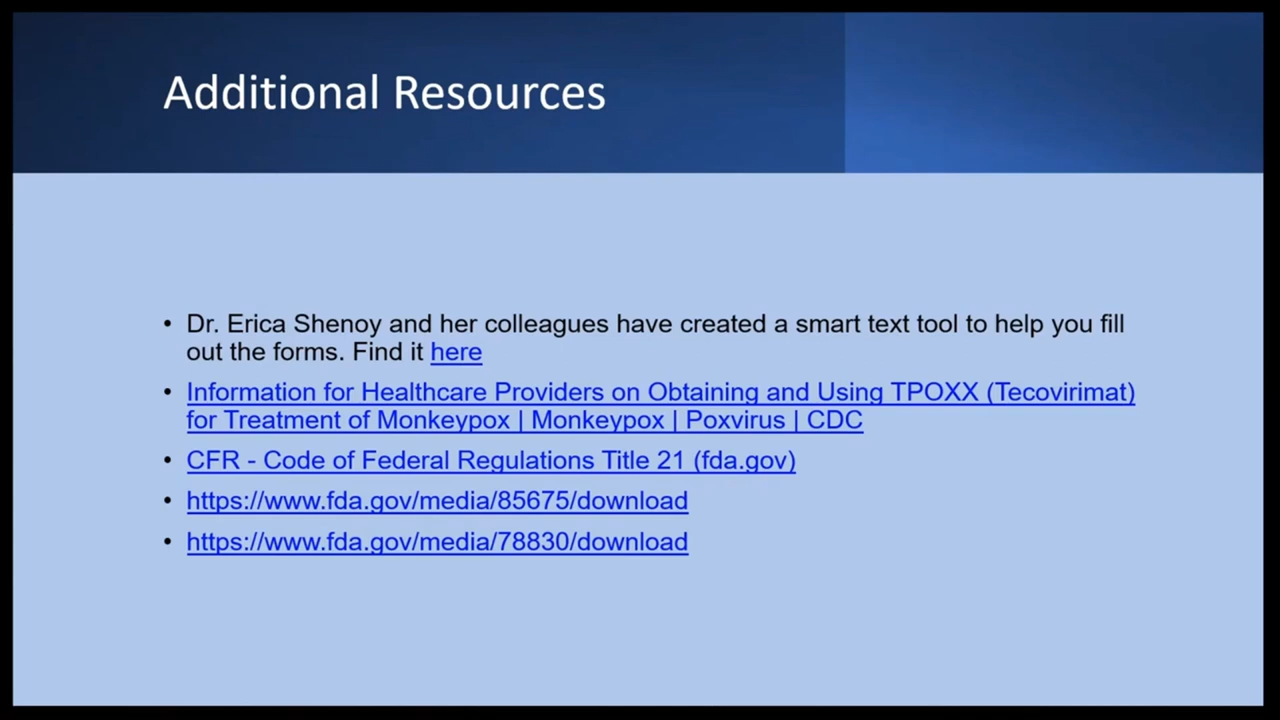 Additional Resources
• Dr. Erica Shenoy and her colleagues have created a smart text tool to help you fill
out the forms. Find it here
• Information for Healthcare Providers on Obtaining and Using TPOXX (Tecovirimat)
for Treatment of Monkeypox | Monkeypox | Poxvirus | CDC
• CFR - Code of Federal Regulations Title 21 (fda.gov)
• https://www.fda.gov/media/85675/download
• https://www.fda.gov/media/78830/download